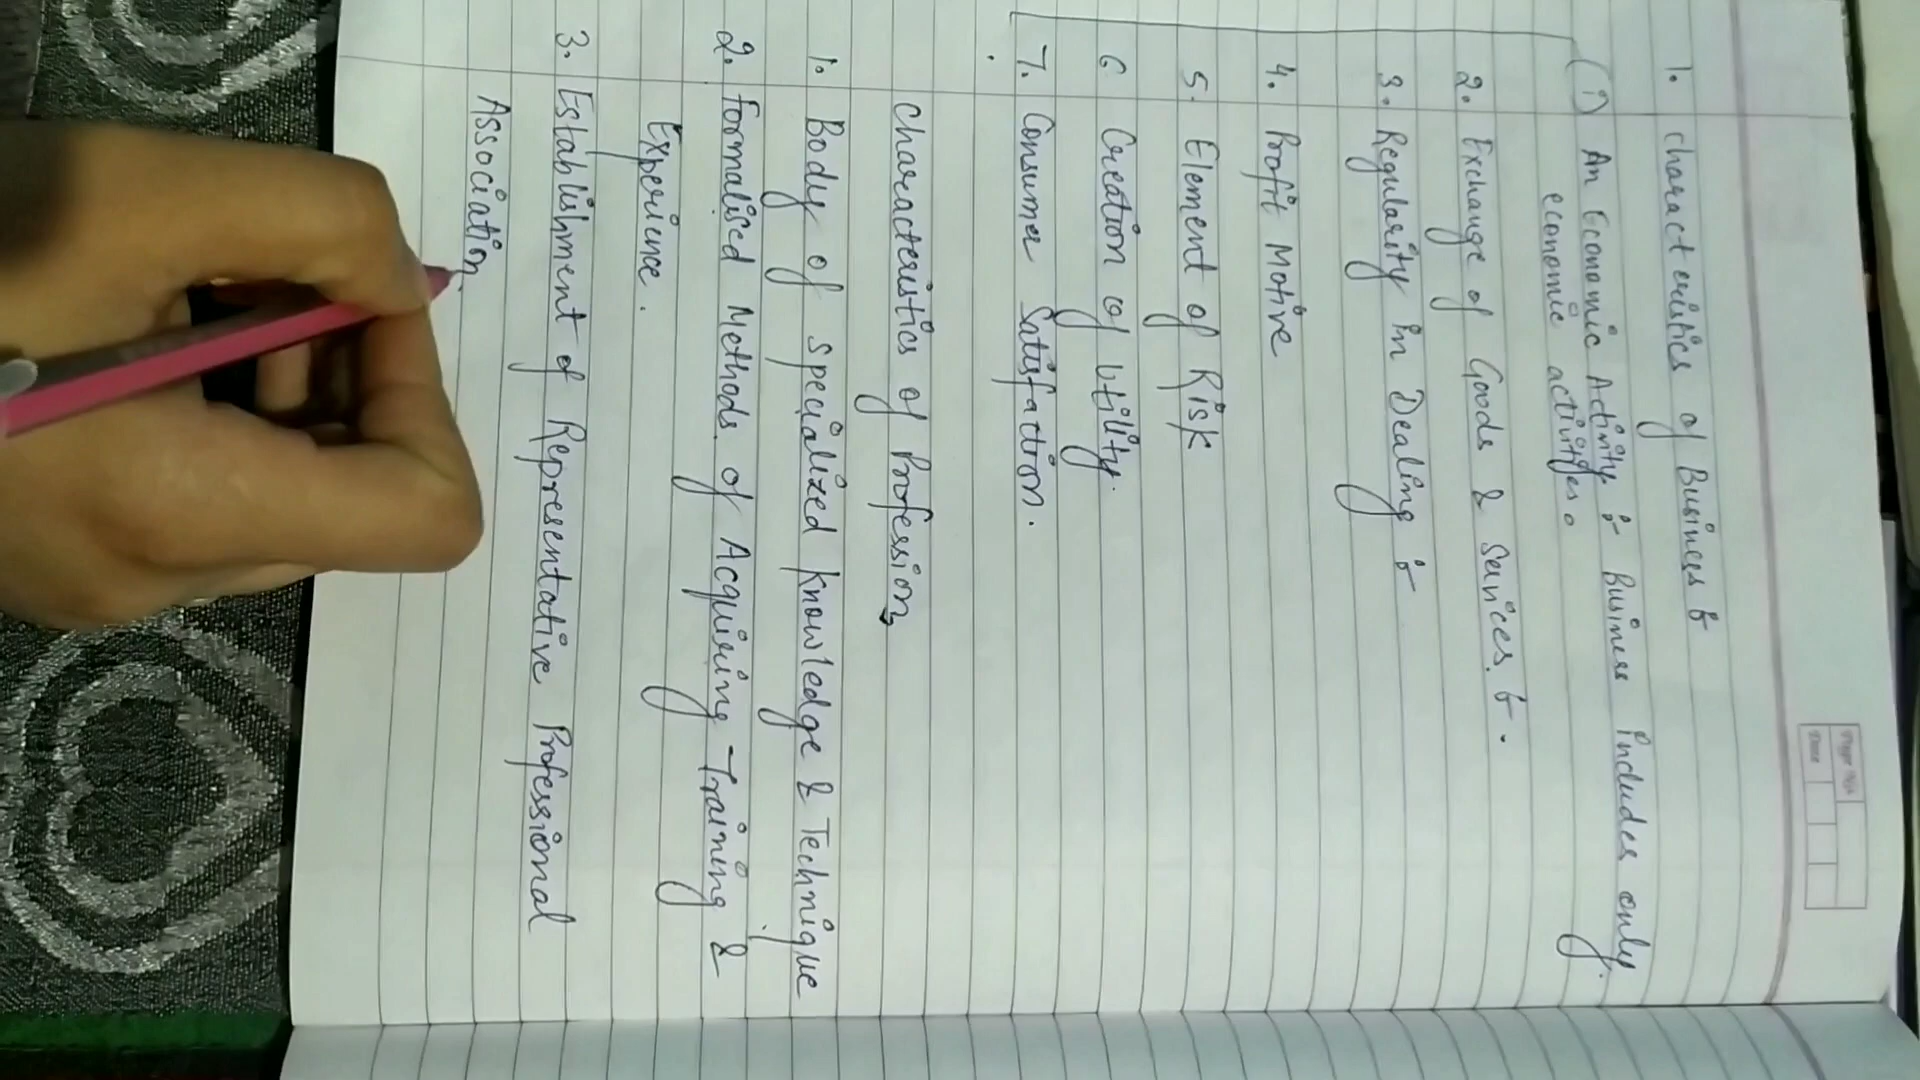 Page No.
Date
1. characteristics of Business :-
(1) An Economic Activity :- Business includes only
economic activities.
2. Exchange of Goods & Services. :-.
3. Regularity in Dealing :-
4. Profit Motive
5. Element of Risk
6 Creation of Utility.
7. Consumer Satisfaction.
characteristics of Profession
1. Body of specialized knowledge & Technique
2. formalised Methods of Acquiring Training &
Experience.
3. Establishment of Representative Professional
Association